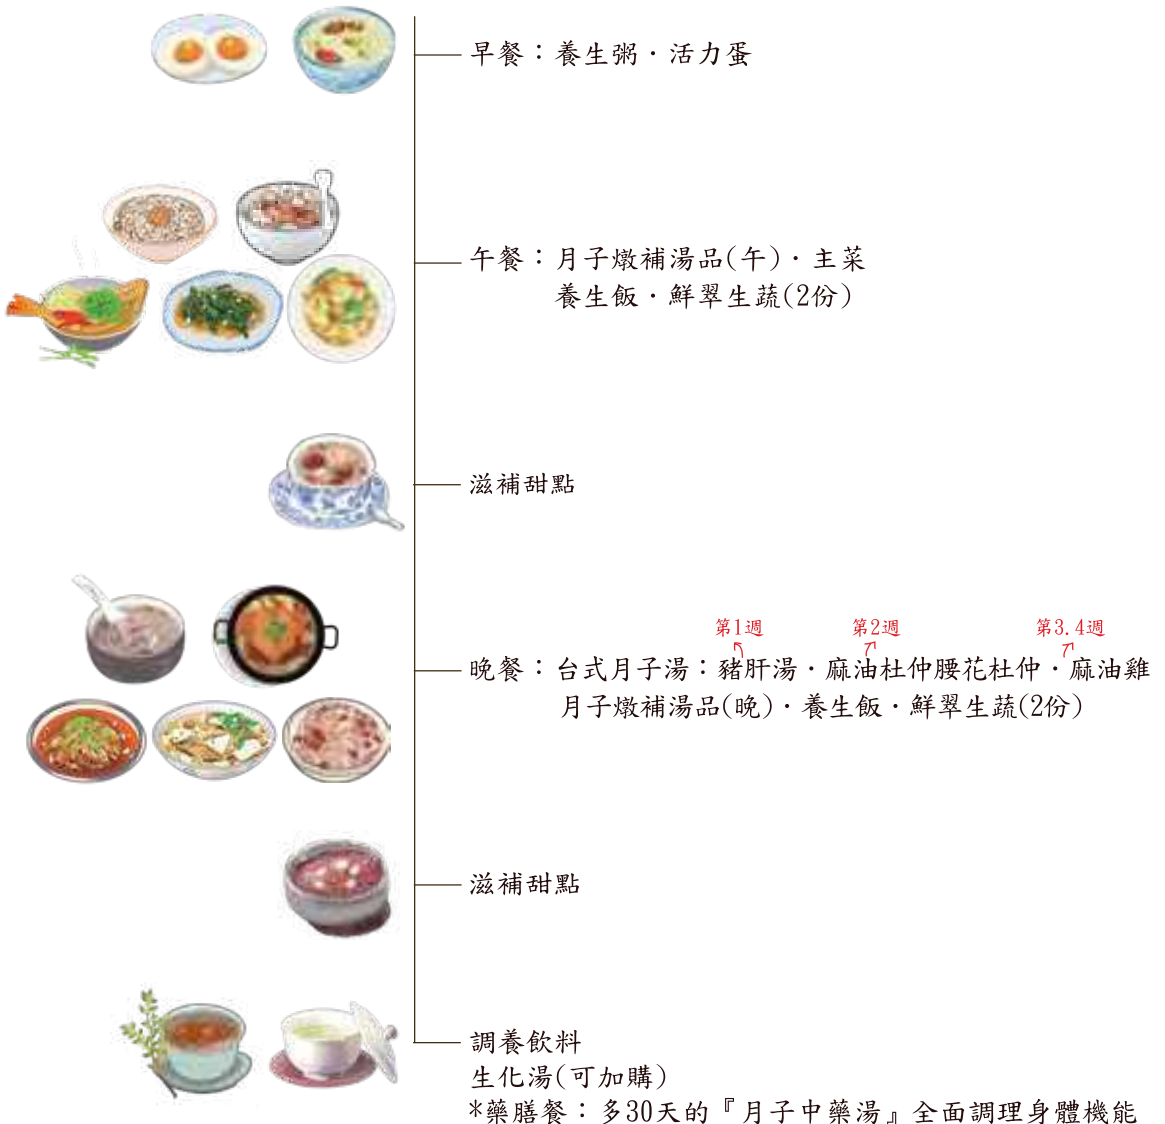 早餐：養生粥·活力蛋
午餐：月子燉補湯品(午)·主菜
養生飯·鮮翠生蔬(2份)
滋補甜點
第1週 第2週 第3.4週
晚餐：台式月子湯：豬肝湯·麻油杜仲腰花杜仲·麻油雞
月子燉補湯品(晚)·養生飯·鮮翠生蔬(2份)
滋補甜點
調養飲料
生化湯(可加購)
*藥膳餐：多30天的『月子中藥湯』全面調理身體機能